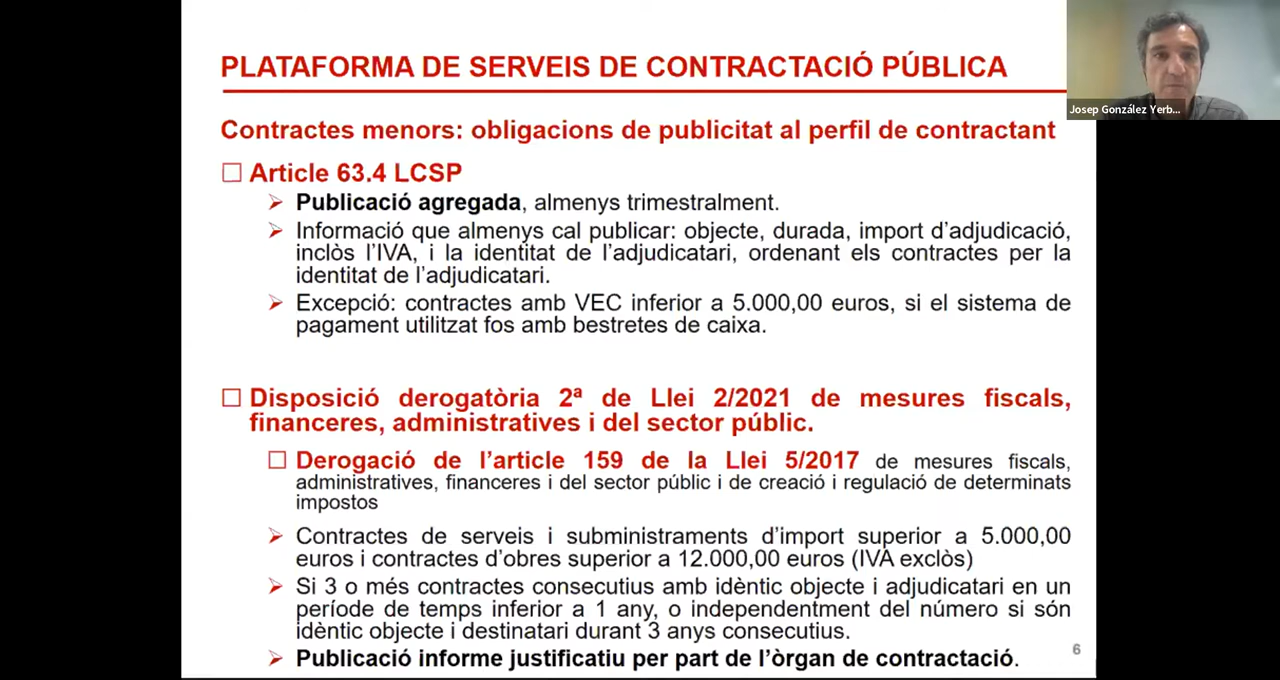 PLATAFORMA DE SERVEIS DE CONTRACTACIÓ PÚBLICA
Josep González Yerb...
Contractes menors: obligacions de publicitat al perfil de contractant
Article 63.4 LCSP
Publicació agregada, almenys trimestralment.
Informació que almenys cal publicar: objecte, durada, import d’adjudicació,
inclòs l’IVA, i la identitat de l’adjudicatari, ordenant els contractes per la
identitat de l’adjudicatari.
Excepció: contractes amb VEC inferior a 5.000,00 euros, si el sistema de
pagament utilitzat fos amb bestretes de caixa.
Disposició derogatòria 2ª de Llei 2/2021 de mesures fiscals,
financeres, administratives i del sector públic.
Derogació de l’article 159 de la Llei 5/2017 de mesures fiscals,
administratives, financeres i del sector públic i de creació i regulació de determinats
impostos
Contractes de serveis i subministraments d’import superior a 5.000,00
euros i contractes d’obres superior a 12.000,00 euros (IVA exclòs)
Si 3 o més contractes consecutius amb idèntic objecte i adjudicatari en un
període de temps inferior a 1 any, o independentment del número si són
idèntic objecte i destinatari durant 3 anys consecutius.
Publicació informe justificatiu per part de l’òrgan de contractació.
6